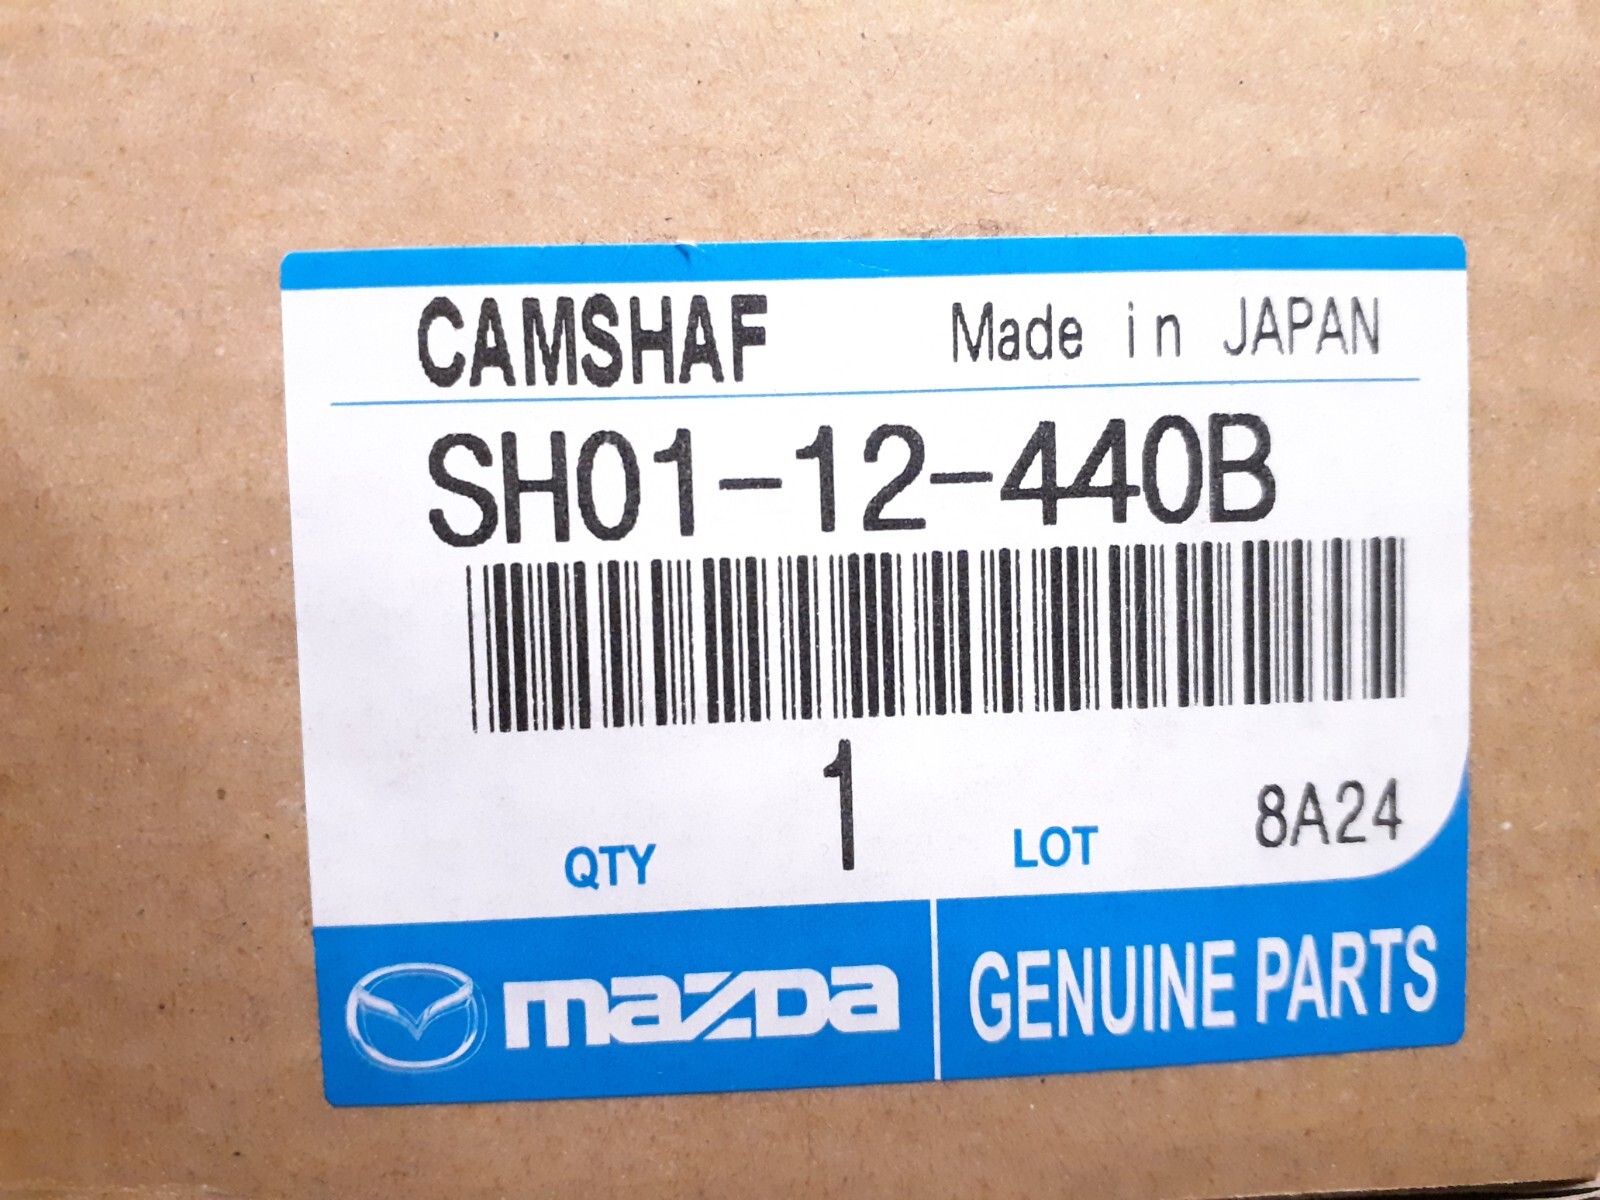 CAMSHAF Made in JAPAN
SH01-12-440B
QTY 1 LOT 8A24
mazda GENUINE PARTS